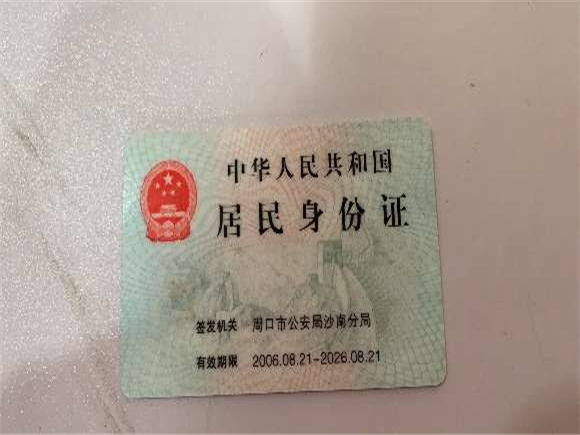 中华人民共和国
居民身份证
签发机关 周口市公安局沙南分局
有效期限 2006.08.21-2026.08.21